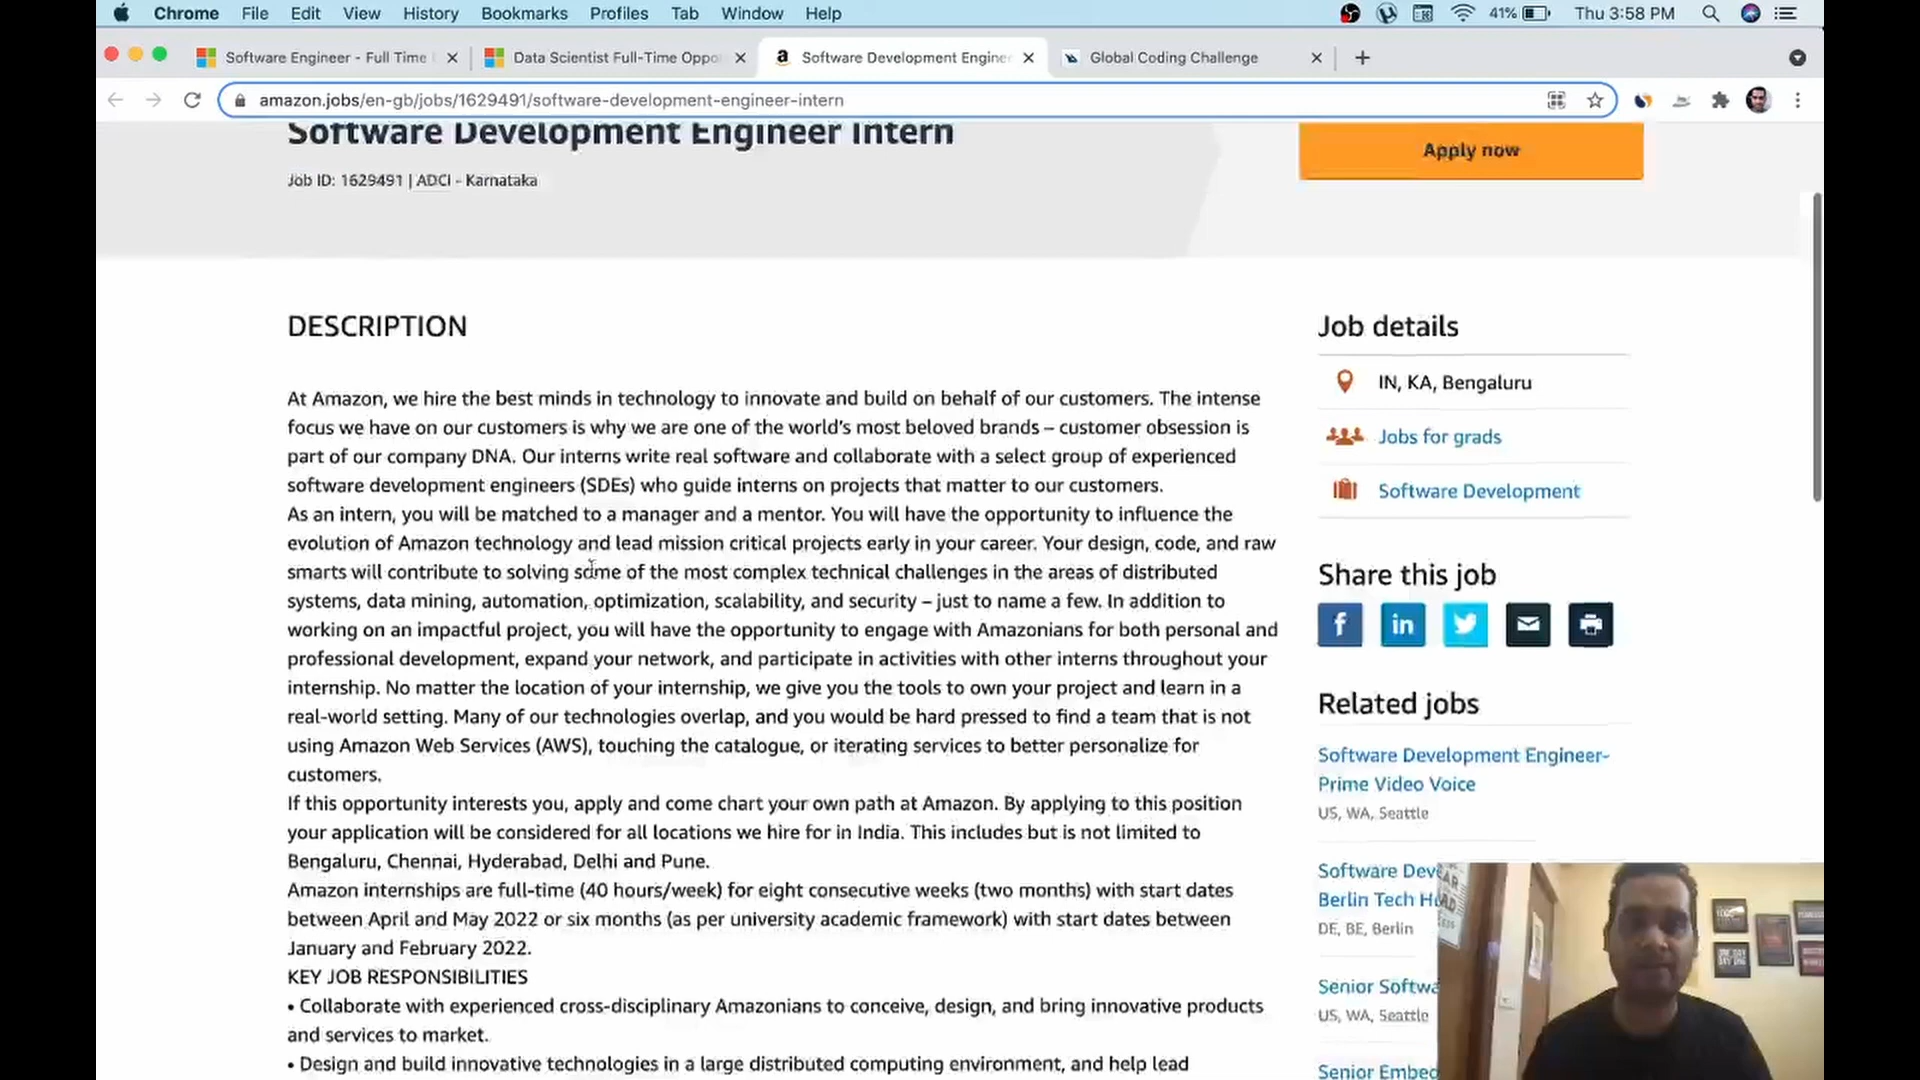 Chrome File Edit View History Bookmarks Profiles Tab Window Help 41% Thu 3:58 PM
Software Engineer - Full Time Data Scientist Full-Time Oppo Software Development Enginee Global Coding Challenge
amazon.jobs/en-gb/jobs/1629491/software-development-engineer-intern
Software Development Engineer Intern
Apply now
Job ID: 1629491 | ADCI - Karnataka
DESCRIPTION
At Amazon, we hire the best minds in technology to innovate and build on behalf of our customers. The intense
focus we have on our customers is why we are one of the world's most beloved brands – customer obsession is
part of our company DNA. Our interns write real software and collaborate with a select group of experienced
software development engineers (SDEs) who guide interns on projects that matter to our customers.
As an intern, you will be matched to a manager and a mentor. You will have the opportunity to influence the
evolution of Amazon technology and lead mission critical projects early in your career. Your design, code, and raw
smarts will contribute to solving some of the most complex technical challenges in the areas of distributed
systems, data mining, automation, optimization, scalability, and security – just to name a few. In addition to
working on an impactful project, you will have the opportunity to engage with Amazonians for both personal and
professional development, expand your network, and participate in activities with other interns throughout your
internship. No matter the location of your internship, we give you the tools to own your project and learn in a
real-world setting. Many of our technologies overlap, and you would be hard pressed to find a team that is not
using Amazon Web Services (AWS), touching the catalogue, or iterating services to better personalize for
customers.
If this opportunity interests you, apply and come chart your own path at Amazon. By applying to this position
your application will be considered for all locations we hire for in India. This includes but is not limited to
Bengaluru, Chennai, Hyderabad, Delhi and Pune.
Amazon internships are full-time (40 hours/week) for eight consecutive weeks (two months) with start dates
between April and May 2022 or six months (as per university academic framework) with start dates between
January and February 2022.
KEY JOB RESPONSIBILITIES
• Collaborate with experienced cross-disciplinary Amazonians to conceive, design, and bring innovative products
and services to market.
• Design and build innovative technologies in a large distributed computing environment, and help lead
Job details
IN, KA, Bengaluru
Jobs for grads
Software Development
Share this job
Related jobs
Software Development Engineer-
Prime Video Voice
US, WA, Seattle
Software Deve
Berlin Tech H
DE, BE, Berlin
Senior Softwa
US, WA, Seattle
Senior Embed